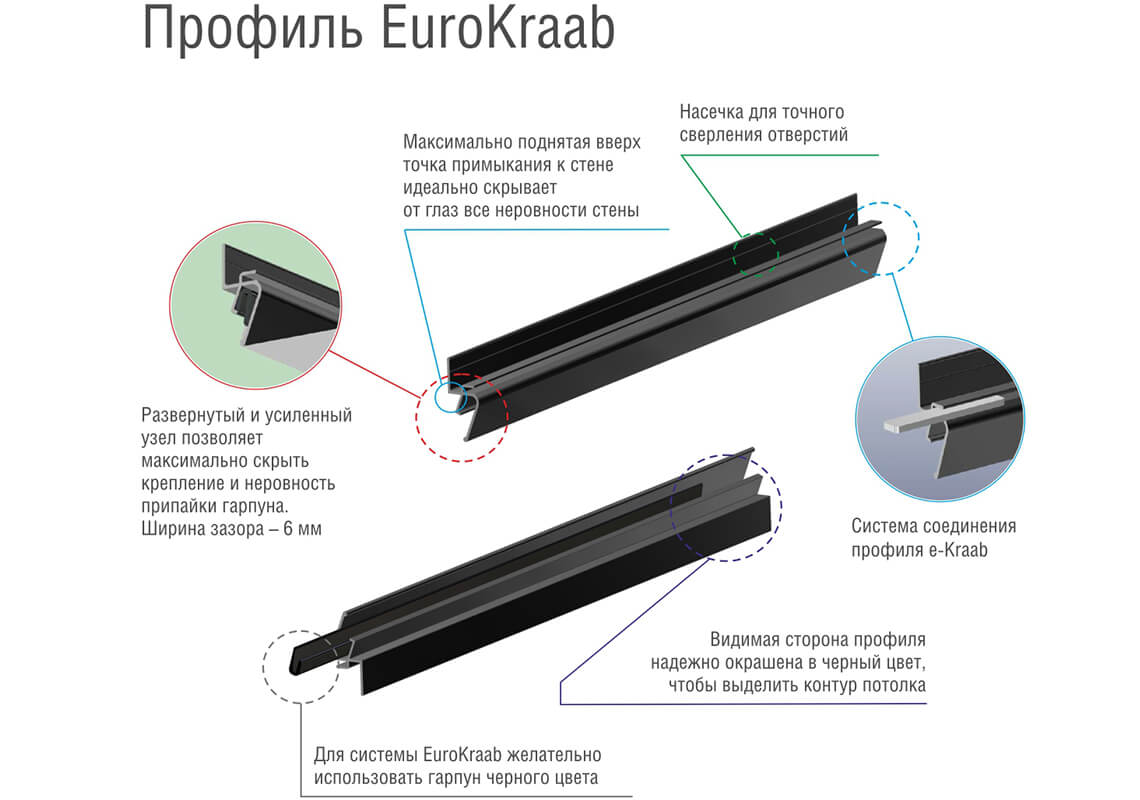 Профиль EuroKraab
Насечка для точного
сверления отверстий
Максимально поднятая вверх
точка примыкания к стене
идеально скрывает
от глаз все неровности стены
Развернутый и усиленный
узел позволяет
максимально скрыть
крепление и неровность
припайки гарпуна.
Ширина зазора – 6 мм
Система соединения
профиля e-Kraab
Видимая сторона профиля
надежно окрашена в черный цвет,
чтобы выделить контур потолка
Для системы EuroKraab желательно
использовать гарпун черного цвета